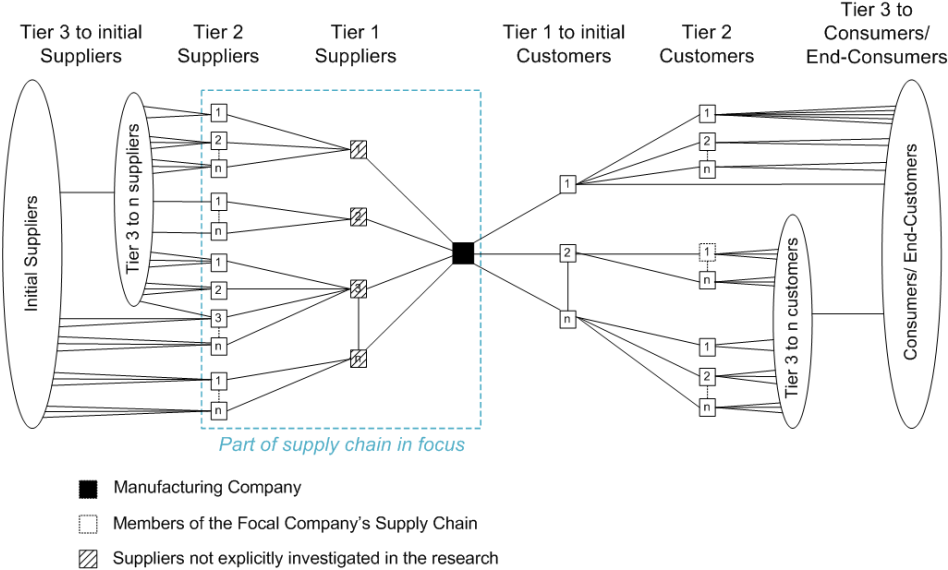 Tier 3 to initial
Suppliers
Tier 2
Suppliers
Tier 1
Suppliers
Tier 1 to initial
Customers
Tier 2
Customers
Tier 3 to
Consumers/
End-Consumers
Initial Suppliers
Tier 3 to n suppliers
1
2
n
1
n
1
2
3
n
1
n
1
2
3
n
1
2
n
1
2
n
1
n
1
2
n
Tier 3 to n customers
Consumers/ End-Customers
Part of supply chain in focus
Manufacturing Company
Members of the Focal Company's Supply Chain
Suppliers not explicitly investigated in the research